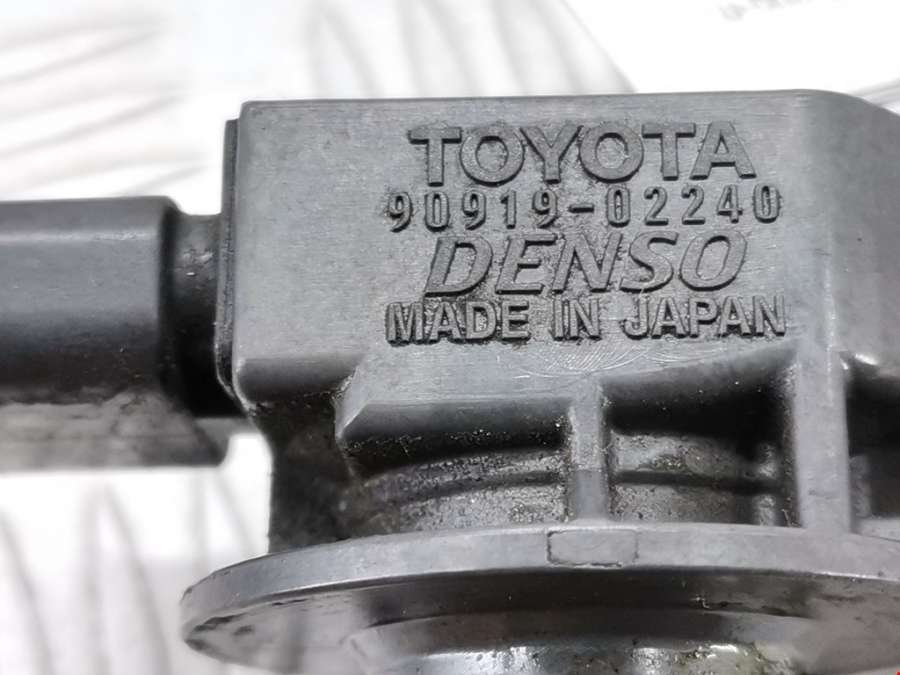 TOYOTA
90919-02240
DENSO
MADE IN JAPAN